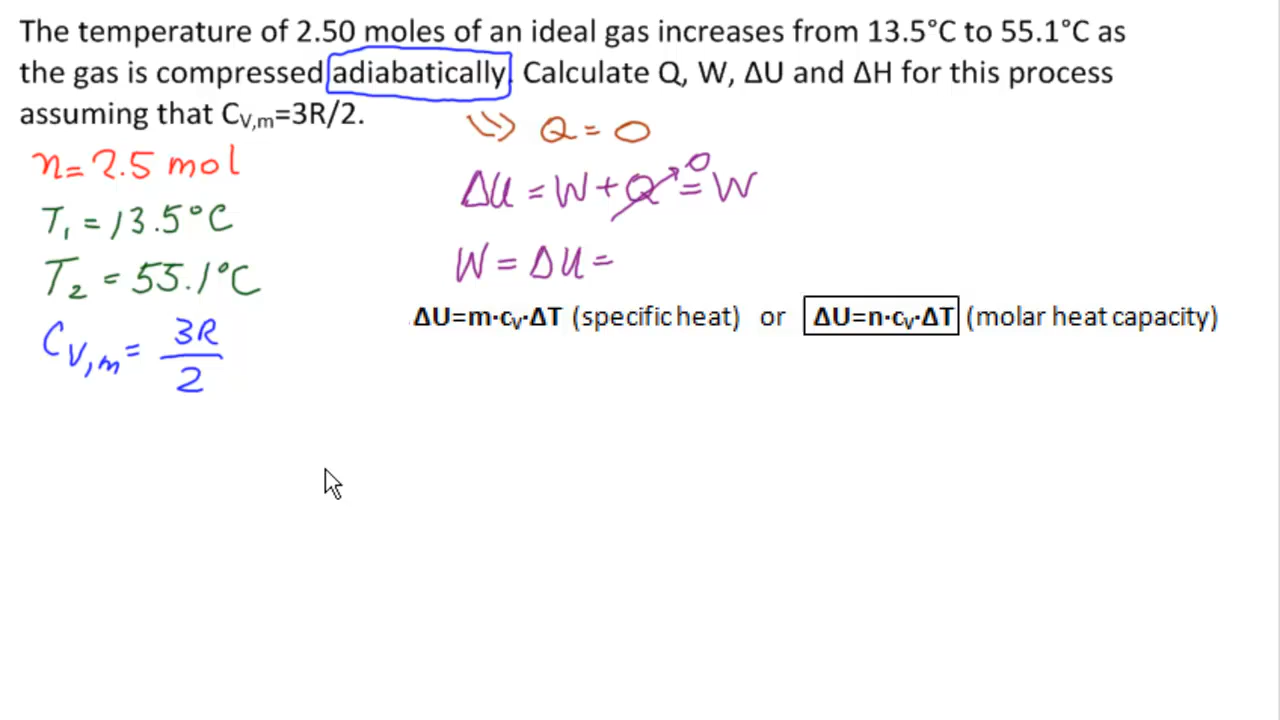 The temperature of 2.50 moles of an ideal gas increases from 13.5°C to 55.1°C as
the gas is compressed adiabatically. Calculate Q, W, ΔU and ΔH for this process
assuming that CV,m=3R/2.
⇒ Q = 0
n = 2.5 mol
ΔU = W + Q = W
0
T1 = 13.5°C
W = ΔU =
T2 = 55.1°C
ΔU=m·cV·ΔT (specific heat) or ΔU=n·cV·ΔT (molar heat capacity)
CV,m = 3R
2